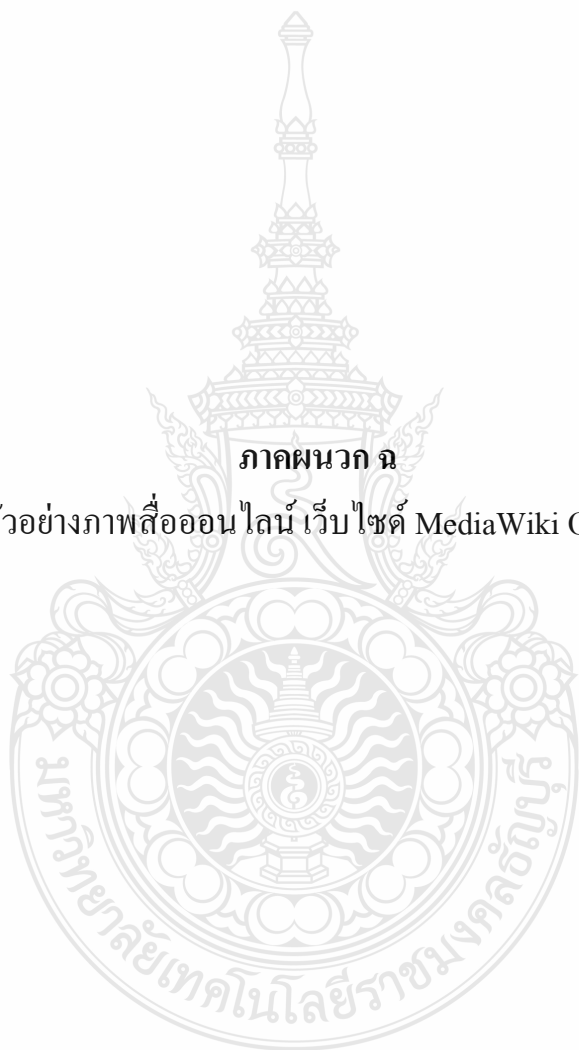 ภาคผนวก ฉ
ัวอย่างภาพสื่อออนไลน์ เว็บไซด์ MediaWiki
มหาวิทยาลัยเทคโนโลยีราชมงคลธัญบุรี